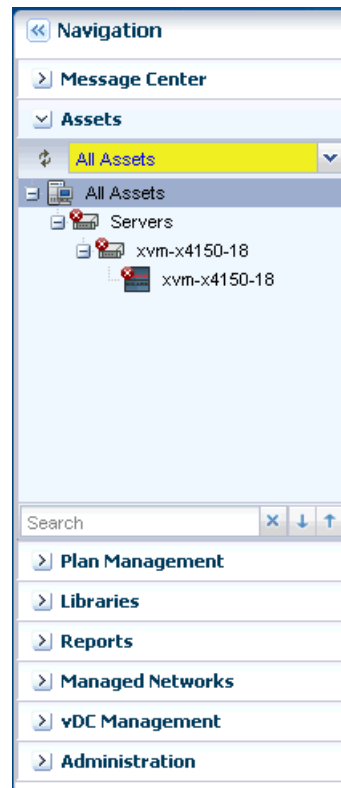 Navigation
Message Center
Assets
All Assets
All Assets
Servers
xvm-x4150-18
xvm-x4150-18
Search
Plan Management
Libraries
Reports
Managed Networks
vDC Management
Administration